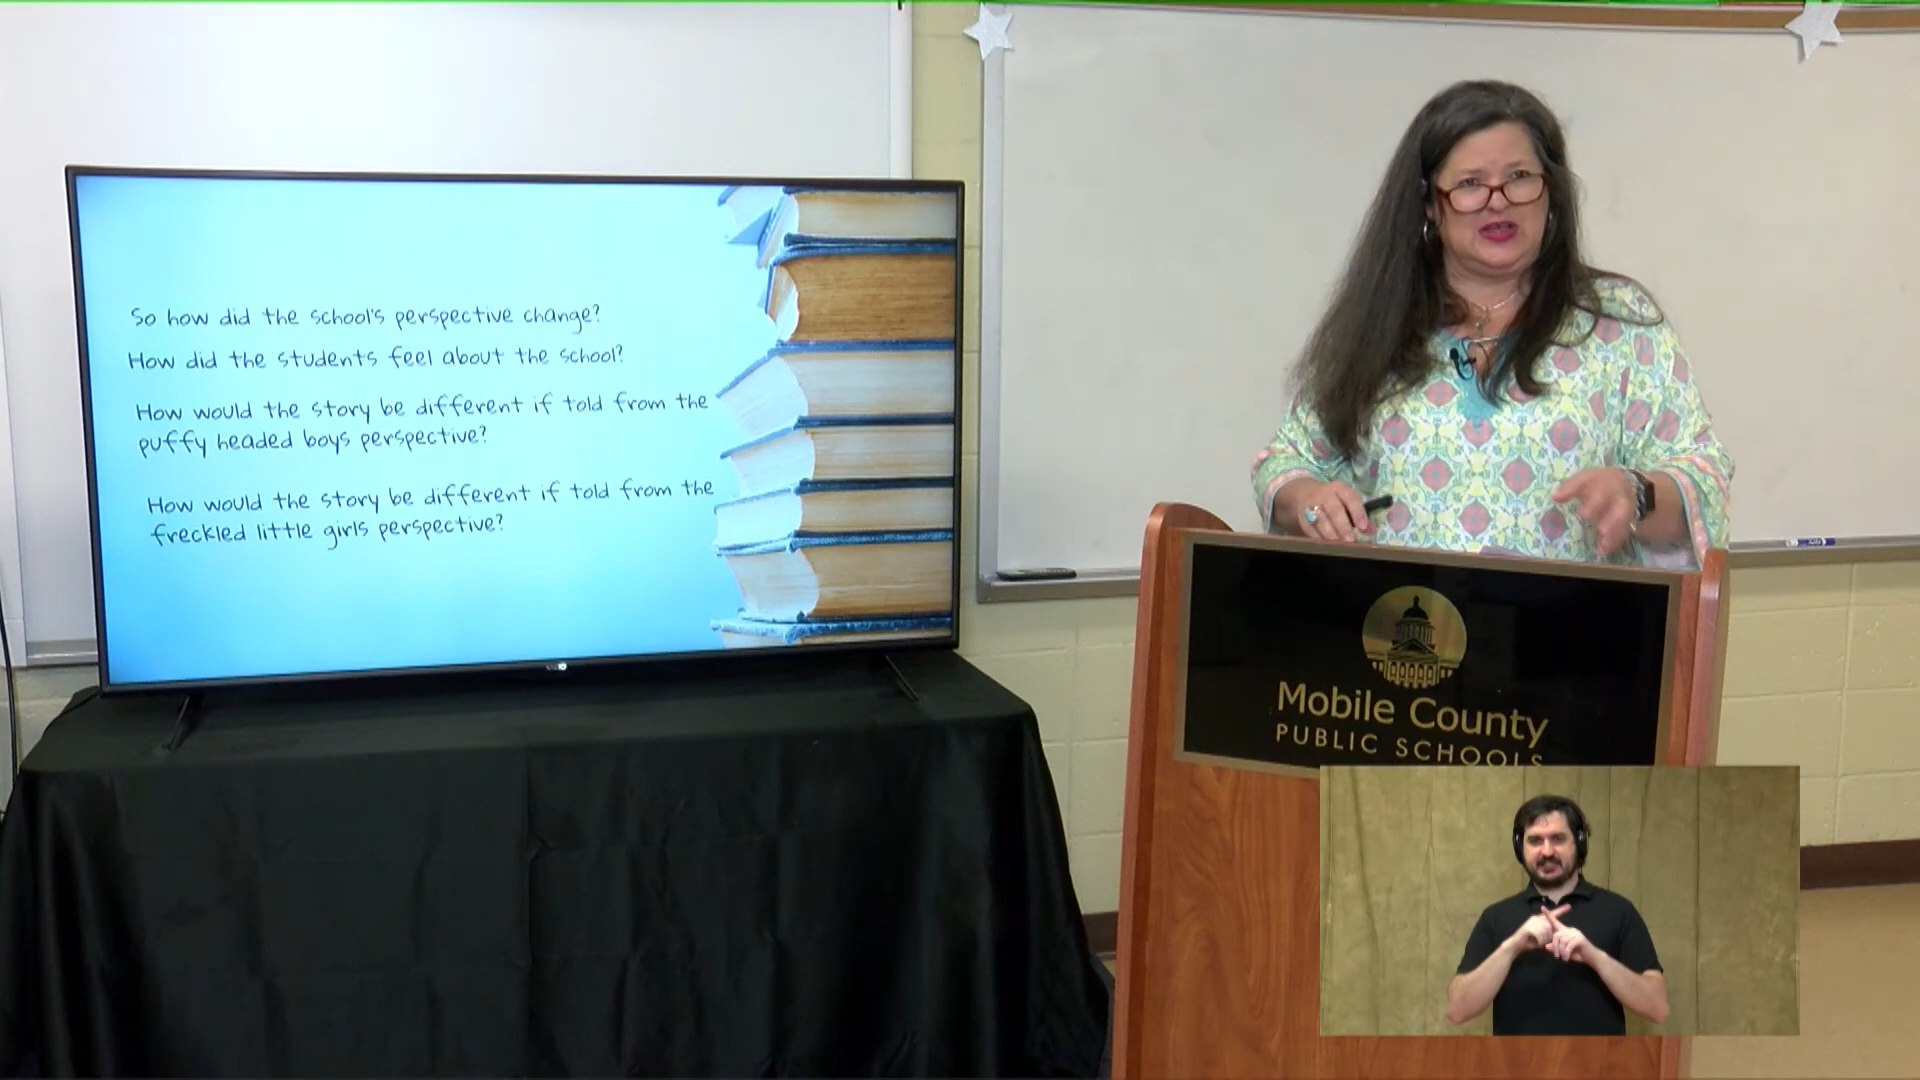 So how did the school's perspective change?
How did the students feel about the school?
How would the story be different if told from the
puffy headed boys perspective?
How would the story be different if told from the
freckled little girls perspective?
Mobile County
PUBLIC SCHOOLS